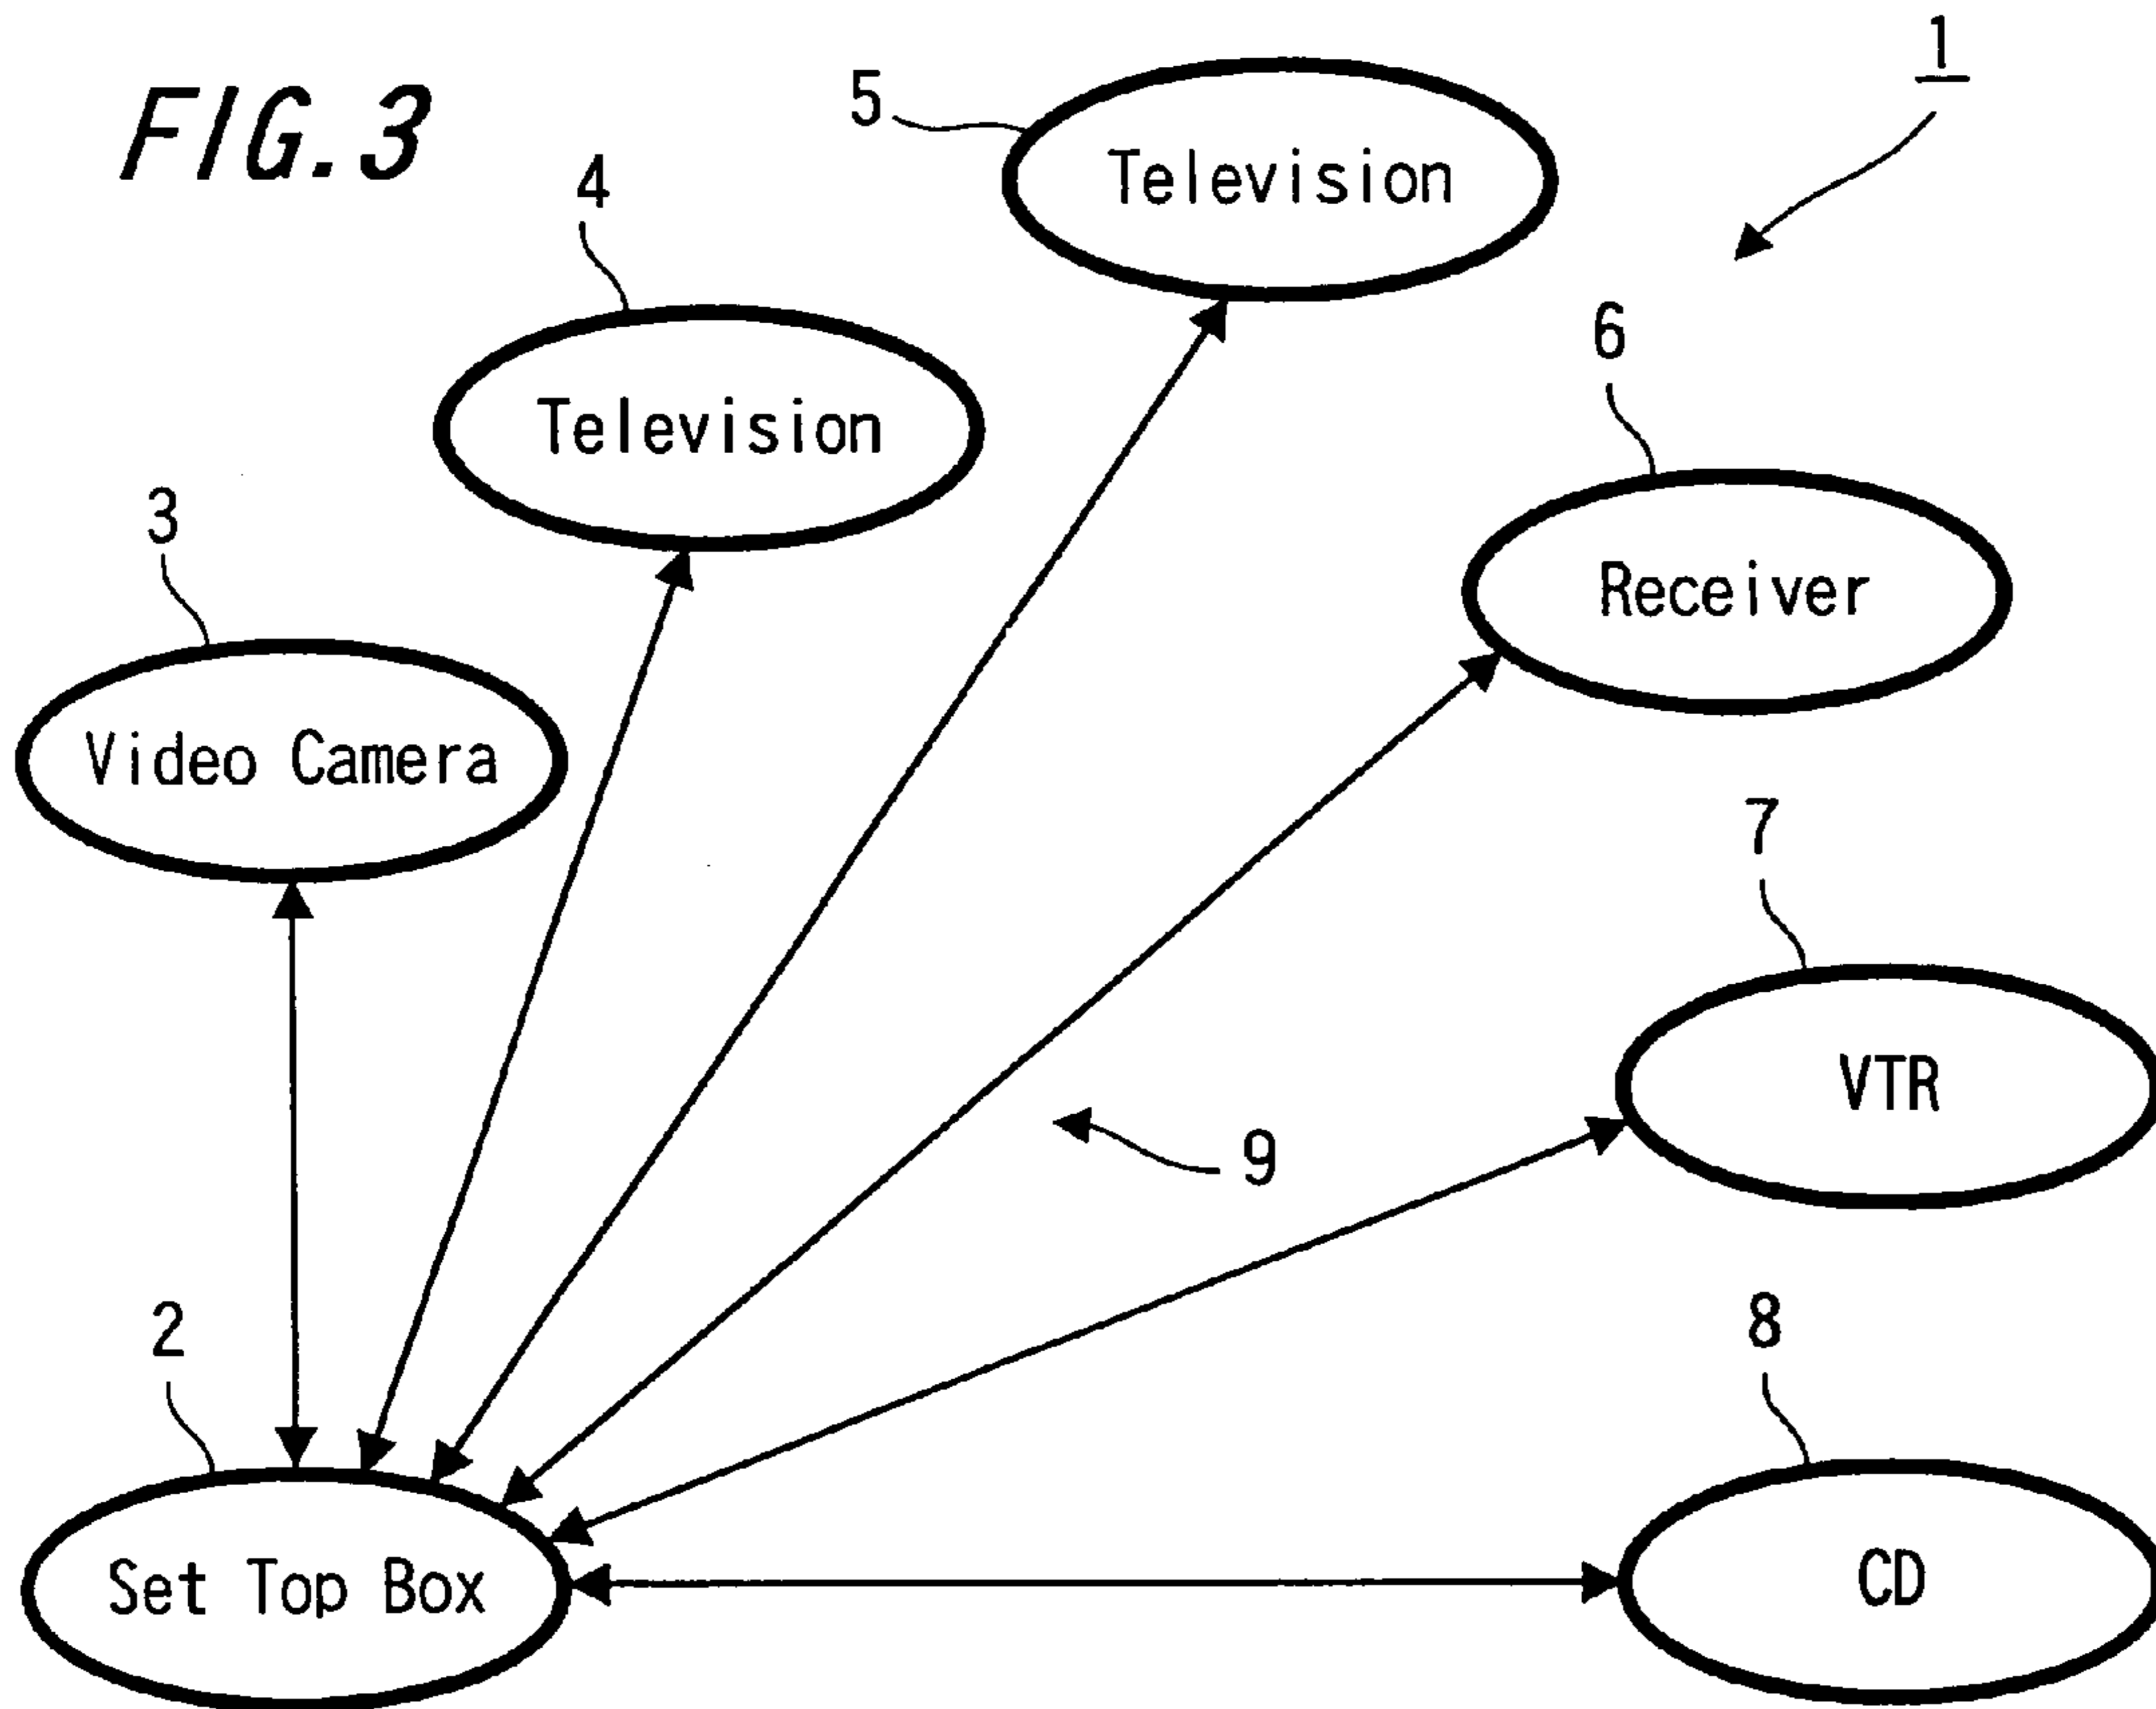 FIG.3
1
5
Television
4
Television
6
Receiver
3
Video Camera
7
VTR
9
2
Set Top Box
8
CD